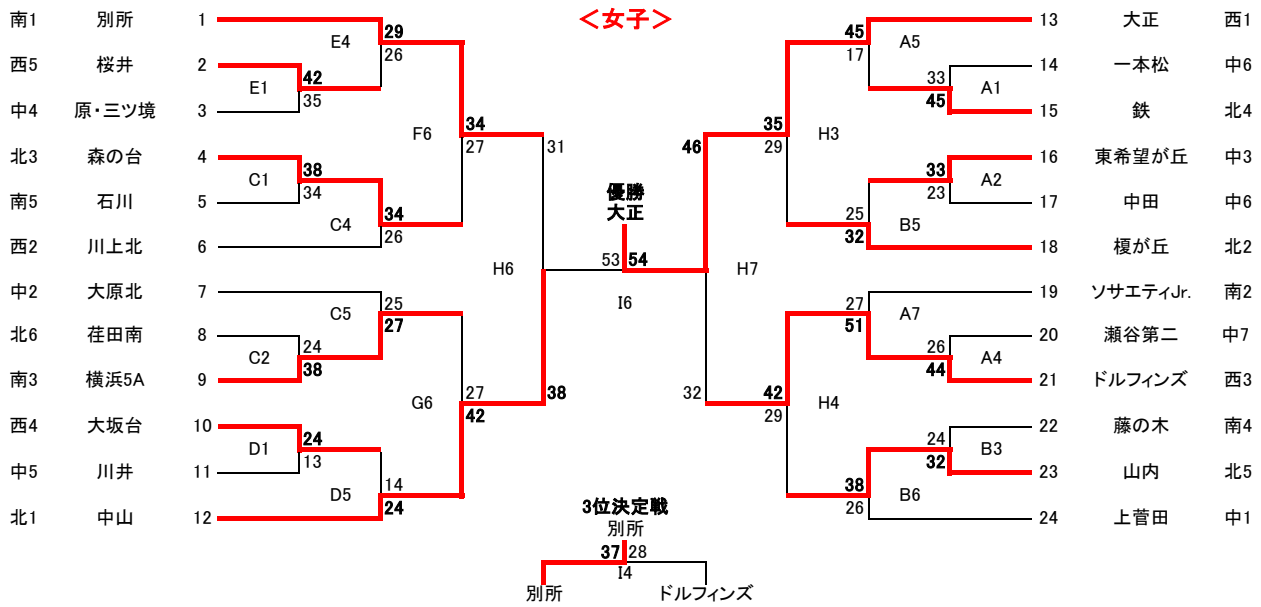 ＜女子＞
南1 別所 1
西5 桜井 2
中4 原・三ツ境 3
北3 森の台 4
南5 石川 5
西2 川上北 6
中2 大原北 7
北6 荏田南 8
南3 横浜5A 9
西4 大坂台 10
中5 川井 11
北1 中山 12
E4 29 26
E1 42 35
F6 34 27
C1 38 34
C4 34 26
H6 31 38
C5 25 27
C2 24 38
G6 27 42
D1 24 13
D5 14 24
優勝
大正
53 54
I6
13 大正 西1
14 一本松 中6
15 鉄 北4
16 東希望が丘 中3
17 中田 中6
18 榎が丘 北2
19 ソサエティJr. 南2
20 瀬谷第二 中7
21 ドルフィンズ 西3
22 藤の木 南4
23 山内 北5
24 上菅田 中1
45 17 A5
33 45 A1
35 29 H3
33 23 A2
25 32 B5
46 32 H7
27 51 A7
26 44 A4
42 29 H4
24 32 B3
38 26 B6
3位決定戦
別所
37 28
I4
別所 ドルフィンズ